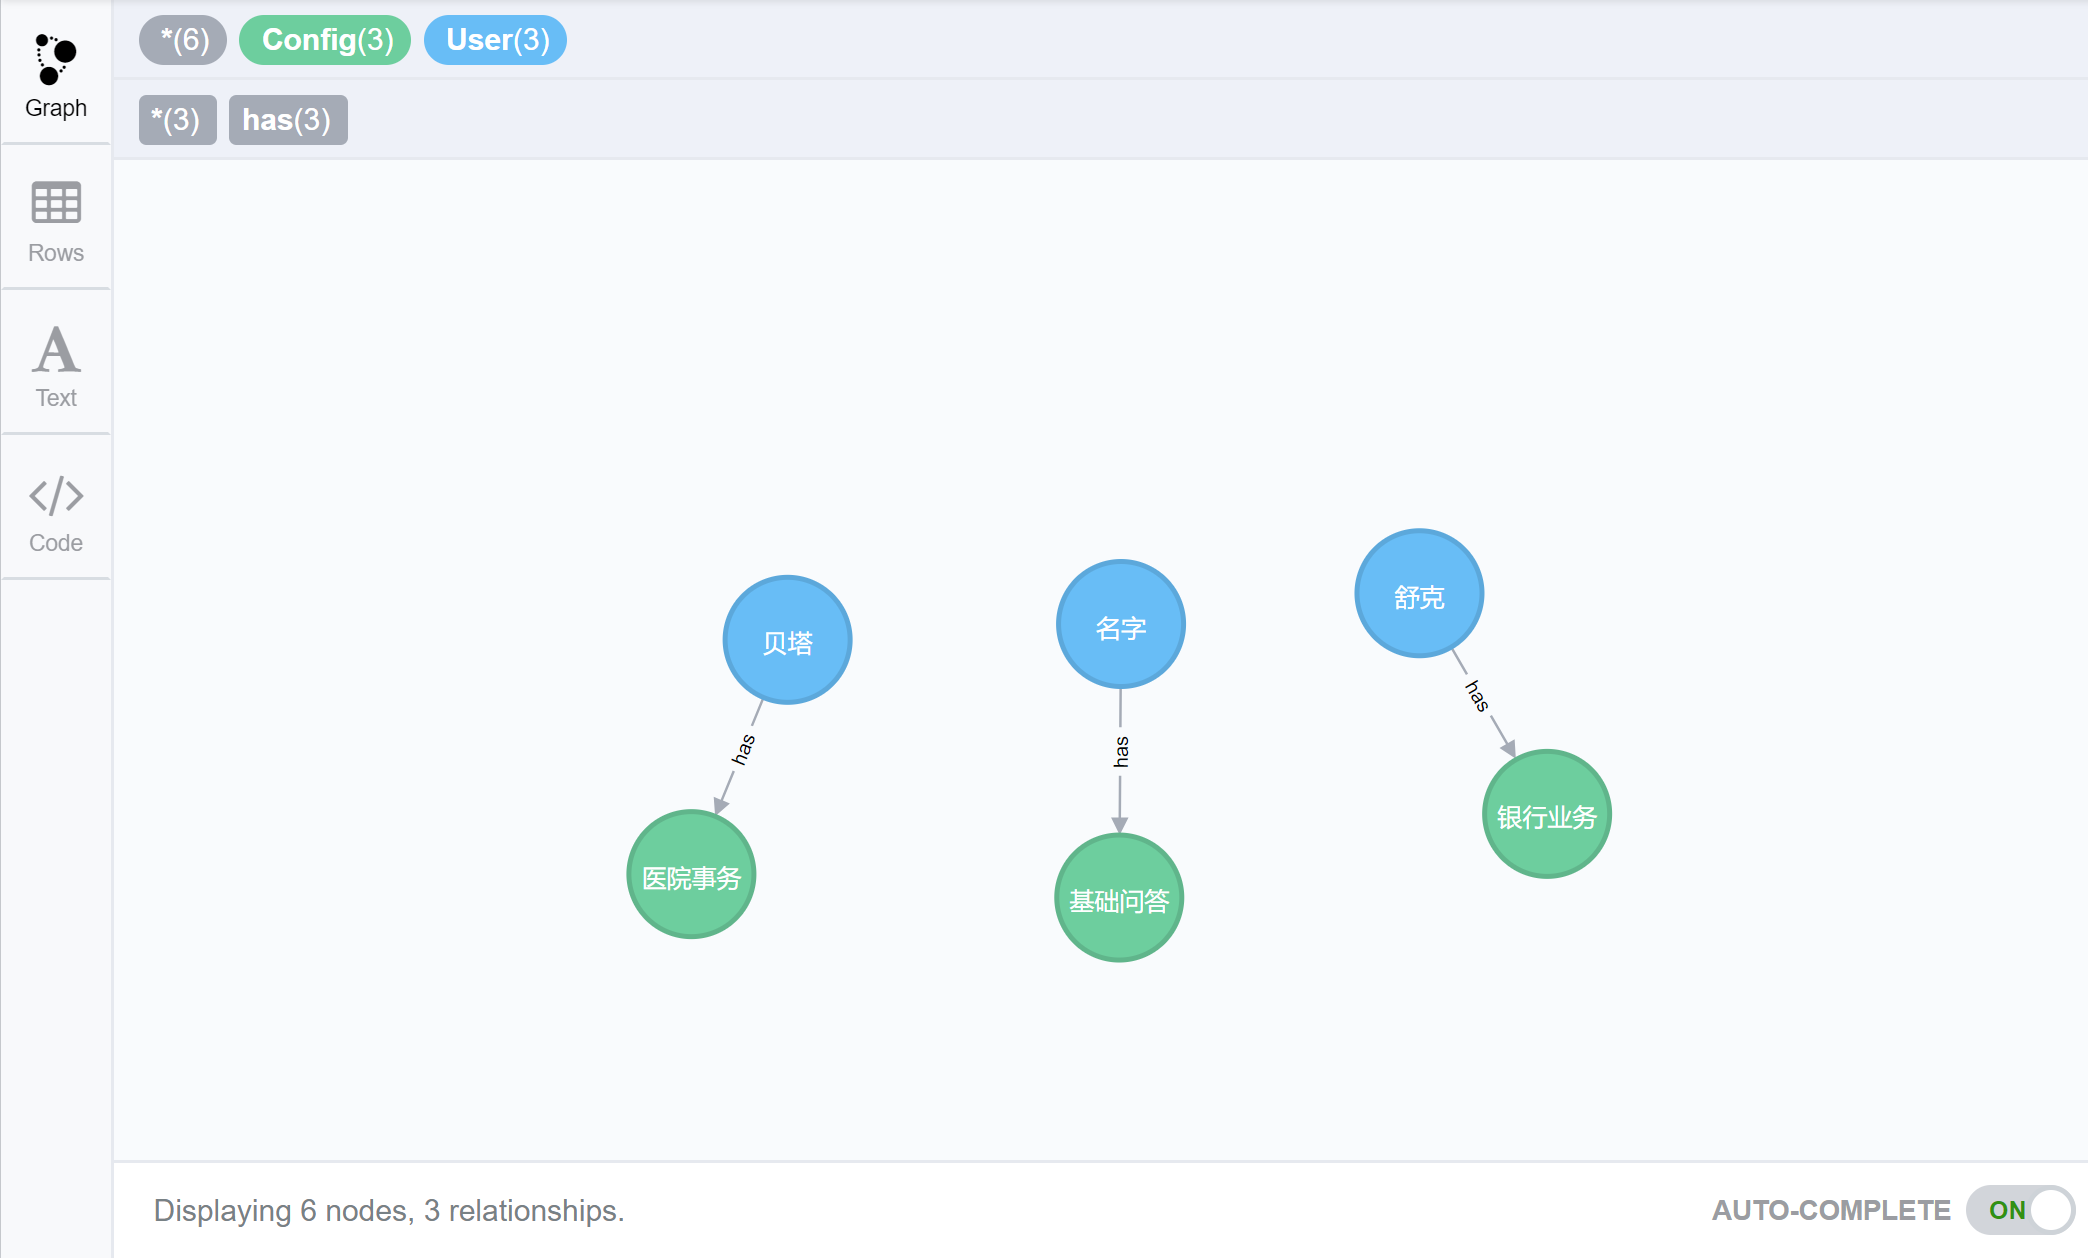 *(6) Config(3) User(3)
*(3) has(3)
Graph
Rows
Text
Code
贝塔
名字
舒克
has
has
has
医院事务
基础问答
银行业务
Displaying 6 nodes, 3 relationships.
AUTO-COMPLETE ON